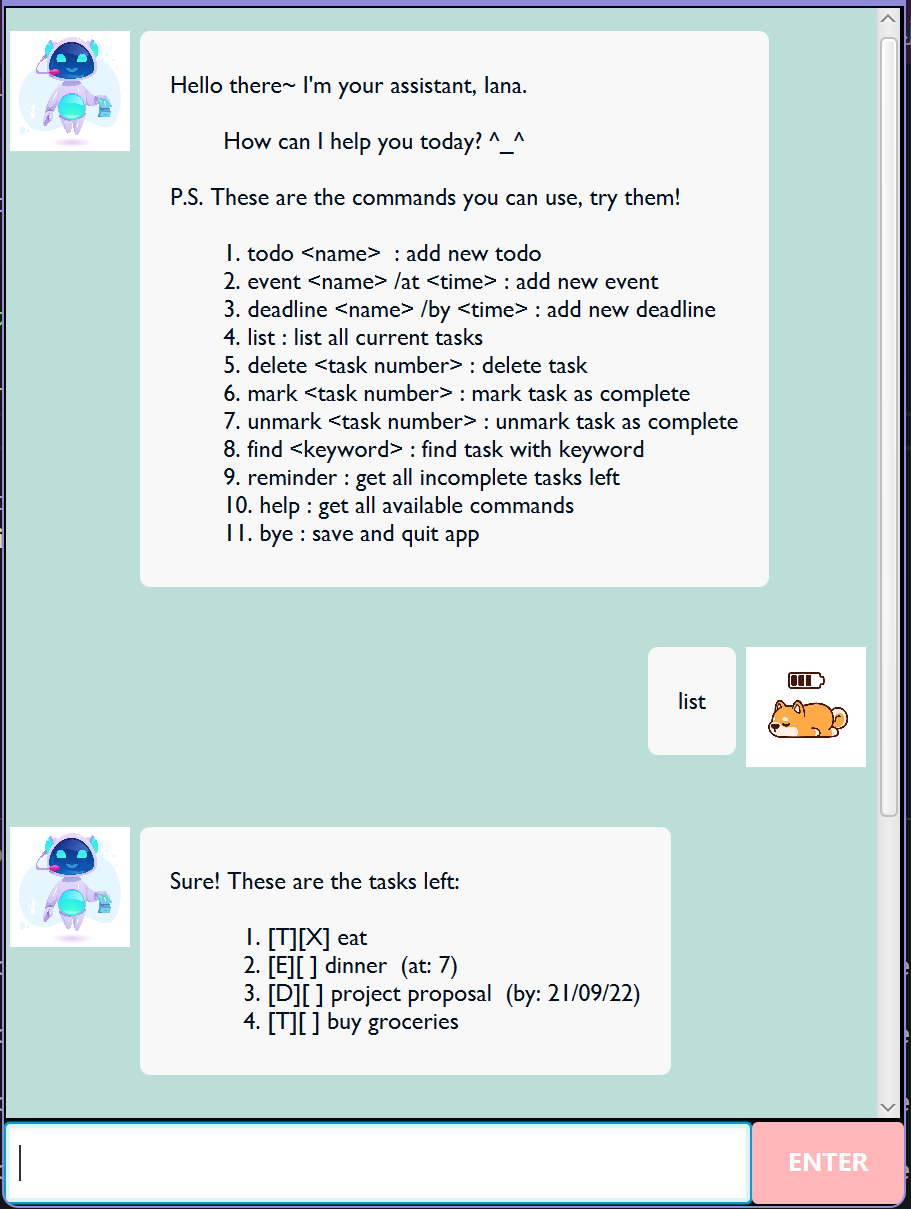 Hello there~ I'm your assistant, Iana.
How can I help you today? ^_^
P.S. These are the commands you can use, try them!
1. todo <name>  : add new todo
2. event <name> /at <time> : add new event
3. deadline <name> /by <time> : add new deadline
4. list : list all current tasks
5. delete <task number> : delete task
6. mark <task number> : mark task as complete
7. unmark <task number> : unmark task as complete
8. find <keyword> : find task with keyword
9. reminder : get all incomplete tasks left
10. help : get all available commands
11. bye : save and quit app
list
Sure! These are the tasks left:
1. [T][X] eat
2. [E][ ] dinner  (at: 7)
3. [D][ ] project proposal  (by: 21/09/22)
4. [T][ ] buy groceries
ENTER